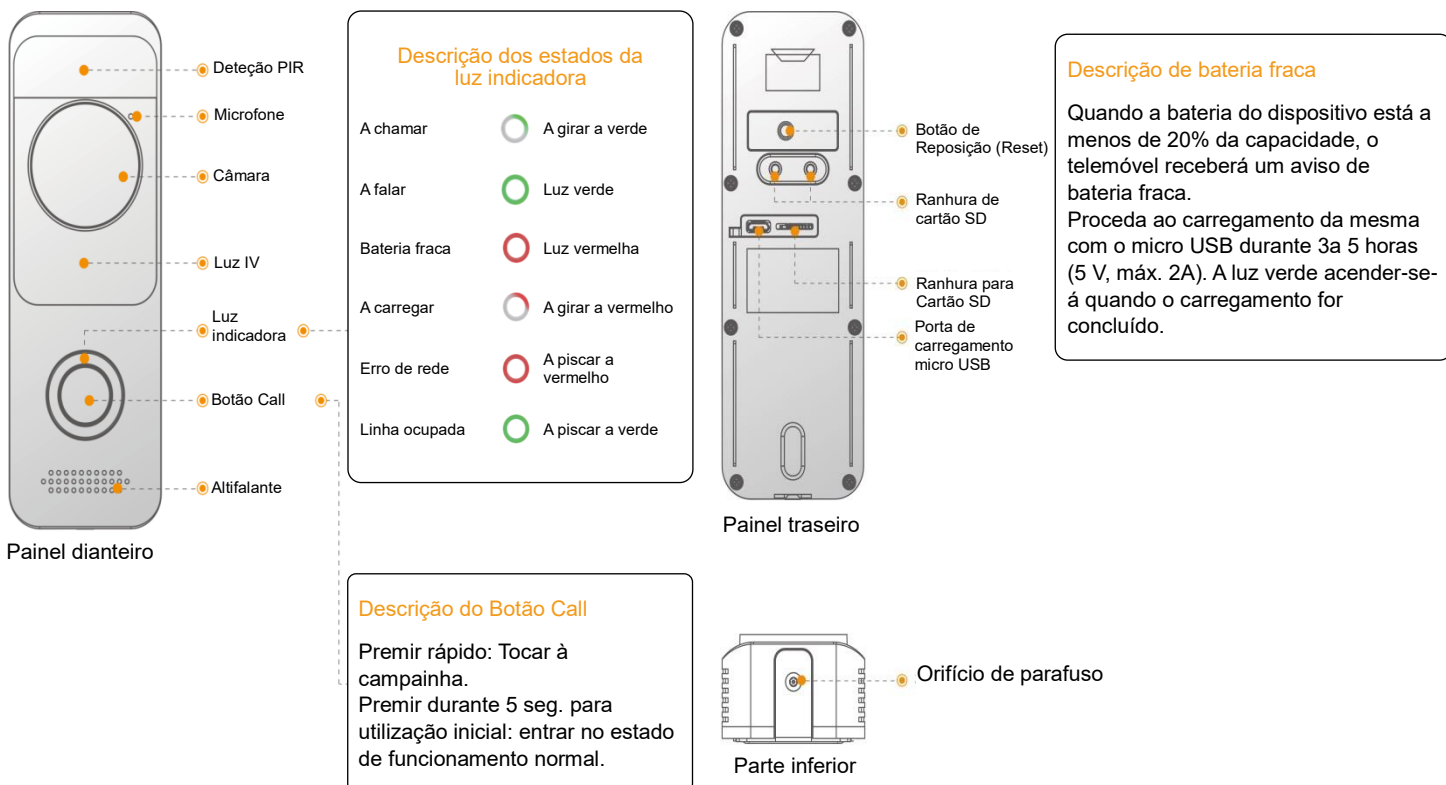 Deteção PIR
Microfone
Câmara
Luz IV
Luz
indicadora
Botão Call
Altifalante
Painel dianteiro
Descrição dos estados da
luz indicadora
A chamar
A girar a verde
A falar
Luz verde
Bateria fraca
Luz vermelha
A carregar
A girar a vermelho
Erro de rede
A piscar a
vermelho
Linha ocupada
A piscar a verde
Descrição do Botão Call
Premir rápido: Tocar à
campainha.
Premir durante 5 seg. para
utilização inicial: entrar no estado
de funcionamento normal.
Botão de
Reposição (Reset)
Ranhura de
cartão SD
Ranhura para
Cartão SD
Porta de
carregamento
micro USB
Painel traseiro
Orifício de parafuso
Parte inferior
Descrição de bateria fraca
Quando a bateria do dispositivo está a
menos de 20% da capacidade, o
telemóvel receberá um aviso de
bateria fraca.
Proceda ao carregamento da mesma
com o micro USB durante 3a 5 horas
(5 V, máx. 2A). A luz verde acender-se-
á quando o carregamento for
concluído.